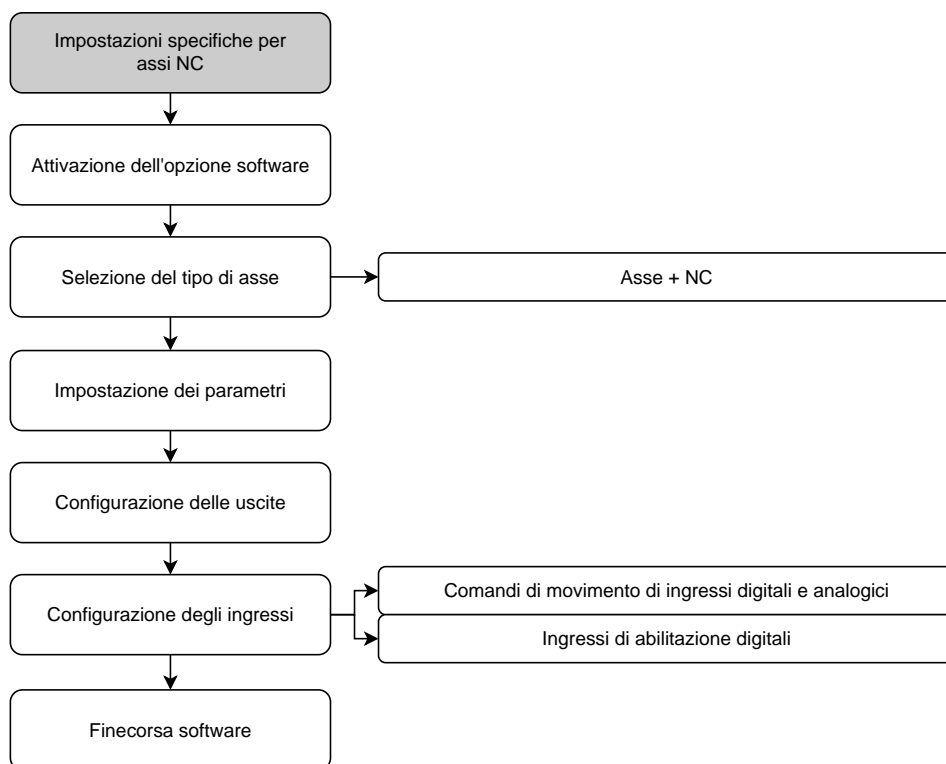 Impostazioni specifiche per
assi NC
Attivazione dell'opzione software
Selezione del tipo di asse
Asse + NC
Impostazione dei parametri
Configurazione delle uscite
Configurazione degli ingressi
Comandi di movimento di ingressi digitali e analogici
Ingressi di abilitazione digitali
Finecorsa software